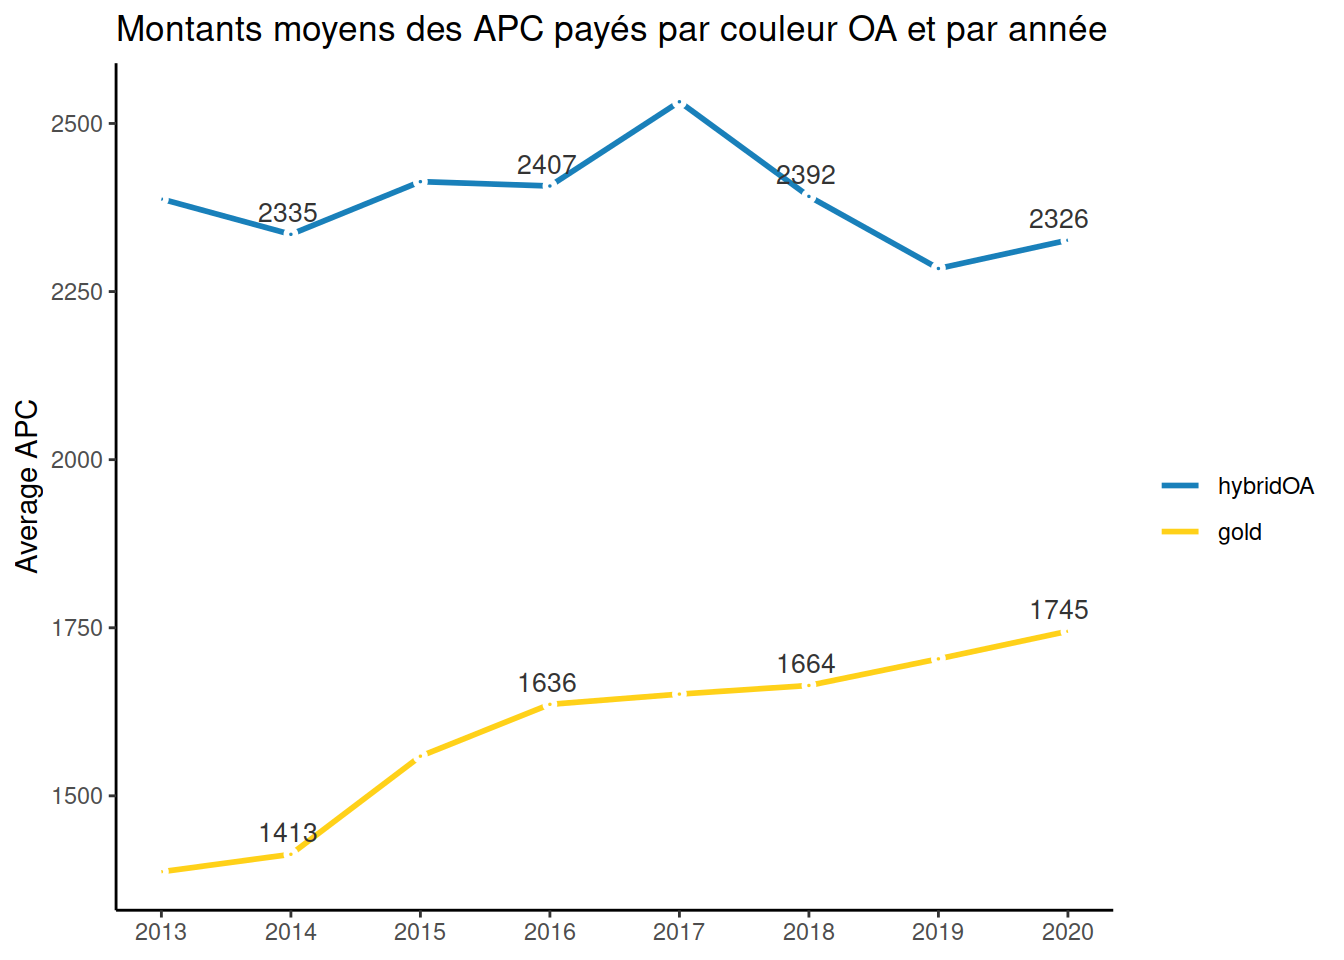 Montants moyens des APC payés par couleur OA et par année
Average APC
2500
2250
2000
1750
1500
2335
2407
2392
2326
1413
1636
1664
1745
2013 2014 2015 2016 2017 2018 2019 2020
hybridOA
gold